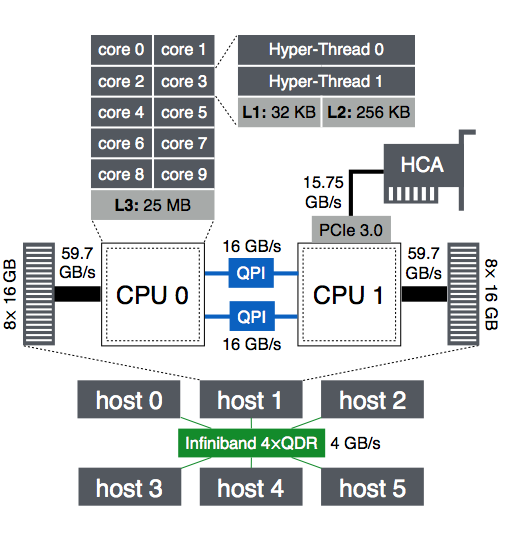 core 0 core 1
Hyper-Thread 0
core 2 core 3
Hyper-Thread 1
core 4 core 5
L1: 32 KB L2: 256 KB
core 6 core 7
core 8 core 9
L3: 25 MB
HCA
15.75
GB/s
PCIe 3.0
8× 16 GB
59.7
GB/s
CPU 0
16 GB/s
QPI
QPI
16 GB/s
CPU 1
59.7
GB/s
8× 16 GB
host 0 host 1 host 2
Infiniband 4×QDR 4 GB/s
host 3 host 4 host 5